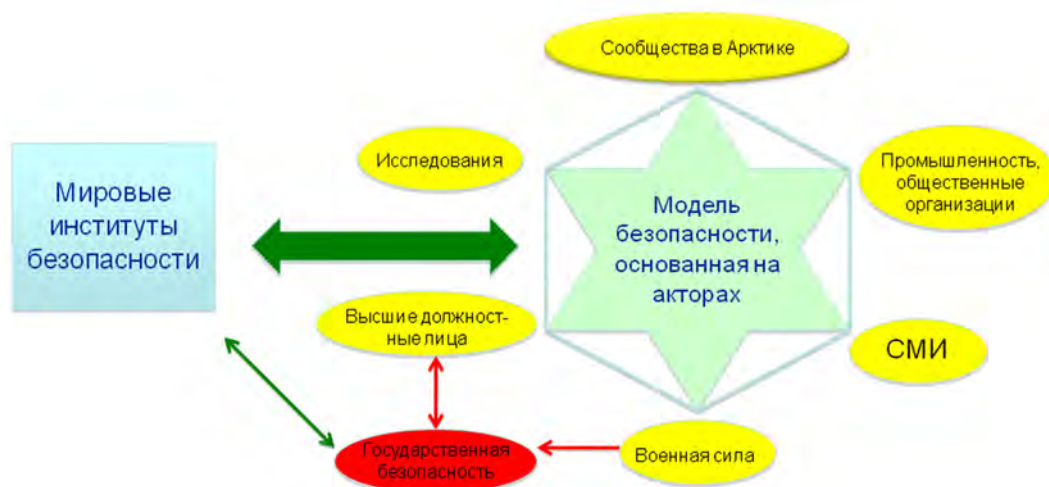 Сообщества в Арктике
Исследования
Промышленность,
общественные
организации
Мировые
институты
безопасности
Модель
безопасности,
основанная на
акторах
Высшие должност-
ные лица
СМИ
Государственная
безопасность
Военная сила